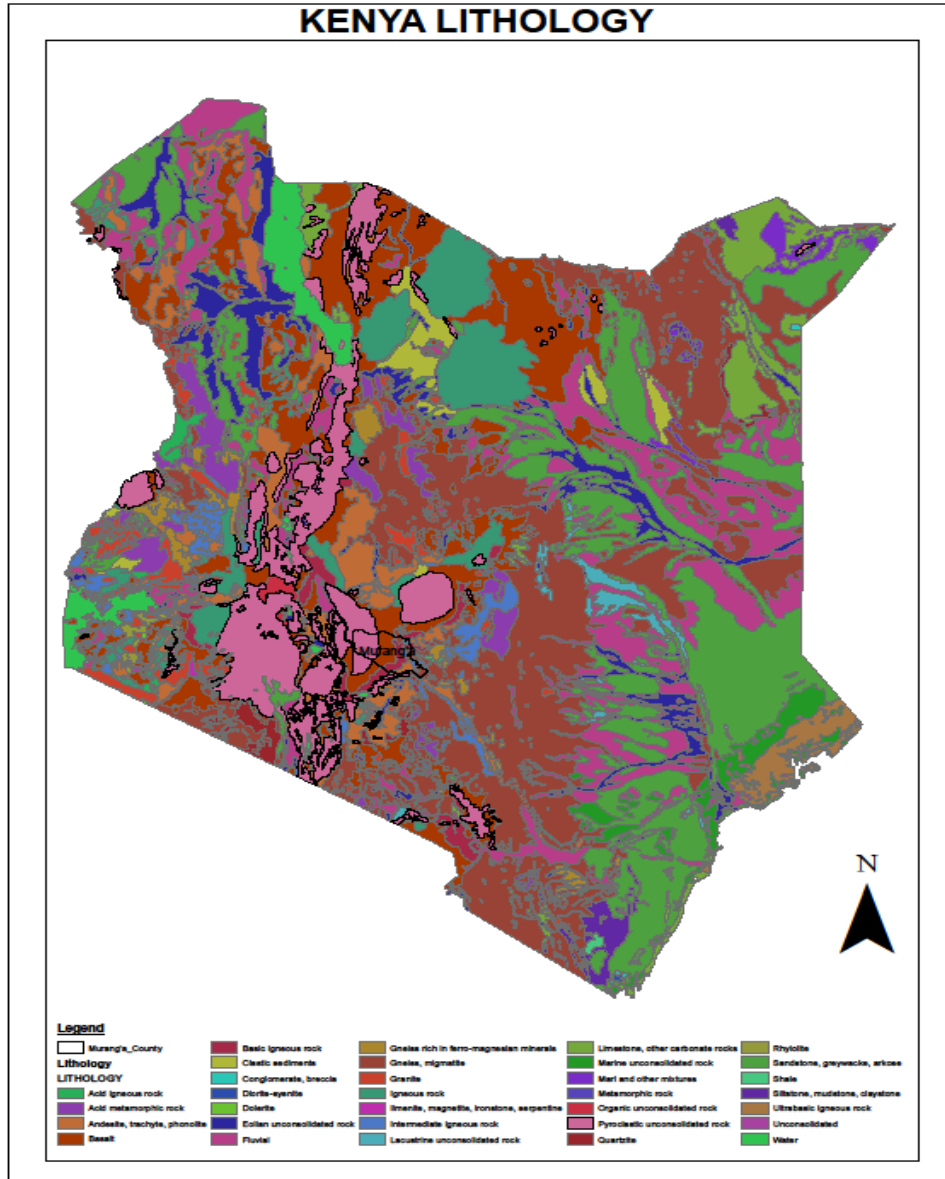 KENYA LITHOLOGY
Murang'a
N
Legend
Murang'a_County
Lithology
LITHOLOGY
Acid igneous rock
Acid metamorphic rock
Andesite, trachyte, phonolite
Basalt
Basic igneous rock
Clastic sediments
Conglomerate, breccia
Diorite-syenite
Dolerite
Eolian unconsolidated rock
Fluvial
Gneiss rich in ferro-magnesian minerals
Gneiss, migmatite
Granite
Igneous rock
Ilmenite, magnetite, ironstone, serpentine
Intermediate igneous rock
Lacustrine unconsolidated rock
Limestone, other carbonate rocks
Marine unconsolidated rock
Marl and other mixtures
Metamorphic rock
Organic unconsolidated rock
Pyroclastic unconsolidated rock
Quartzite
Rhyiolite
Sandstone, greywacke, arkose
Shale
Siltstone, mudstone, claystone
Ultrabasic igneous rock
Unconsolidated
Water